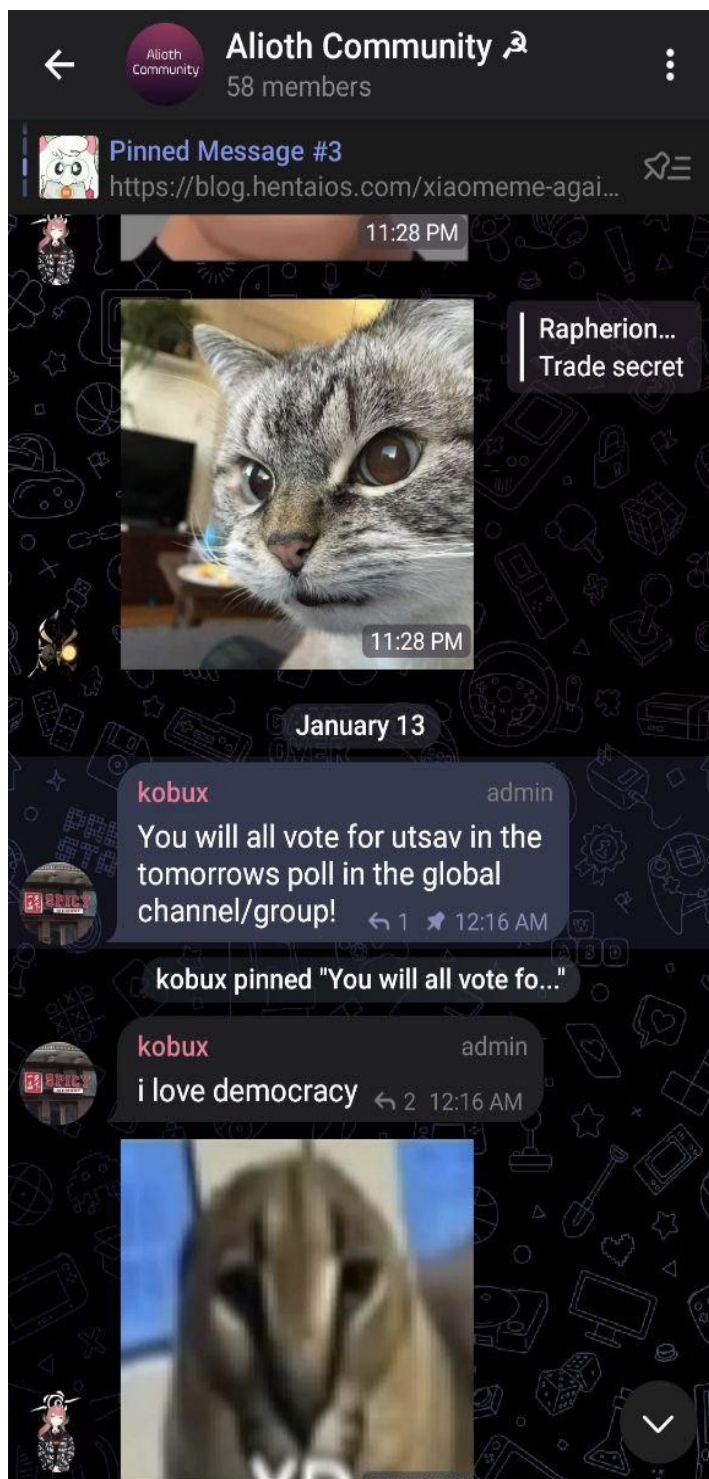 Alioth Community ☭
58 members
Alioth
Community
Pinned Message #3
https://blog.hentaios.com/xiaomeme-agai...
11:28 PM
Rapherion...
Trade secret
11:28 PM
January 13
kobux admin
You will all vote for utsav in the
tomorrows poll in the global
channel/group! 1 12:16 AM
SPICY
kobux pinned "You will all vote fo..."
kobux admin
i love democracy 2 12:16 AM
SPICY